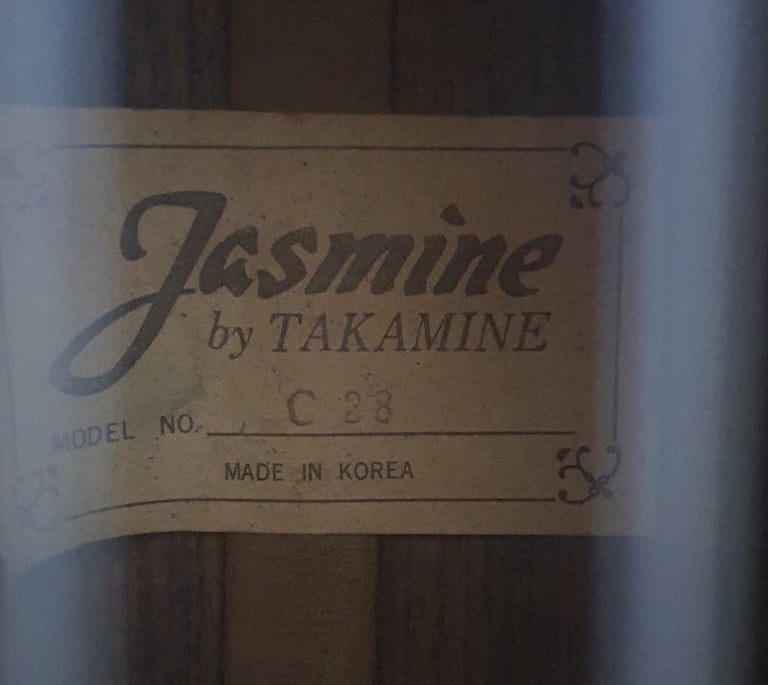 Jasmine
by TAKAMINE
MODEL NO. C 28
MADE IN KOREA